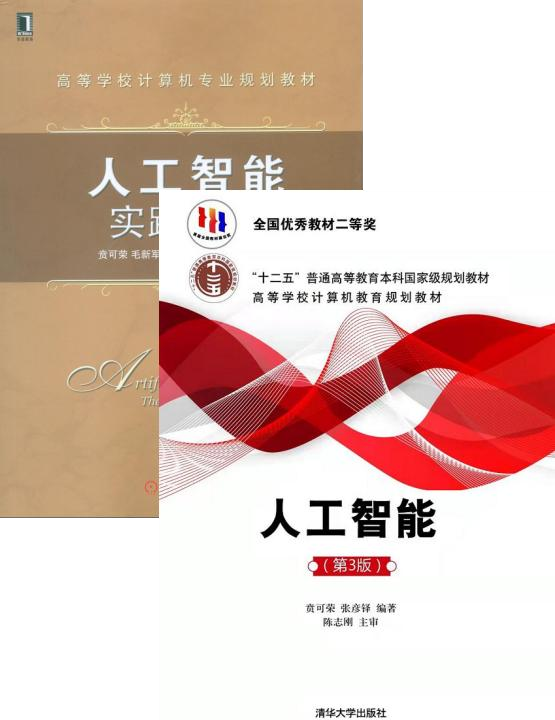 高等学校计算机专业规划教材
人工智能
实践
贲可荣 毛新军
Artif
The
全国优秀教材二等奖
“十二五”普通高等教育本科国家级规划教材
高等学校计算机教育规划教材
人工智能
（第3版）
贲可荣 张彦铎 编著
陈志刚 主审
清华大学出版社